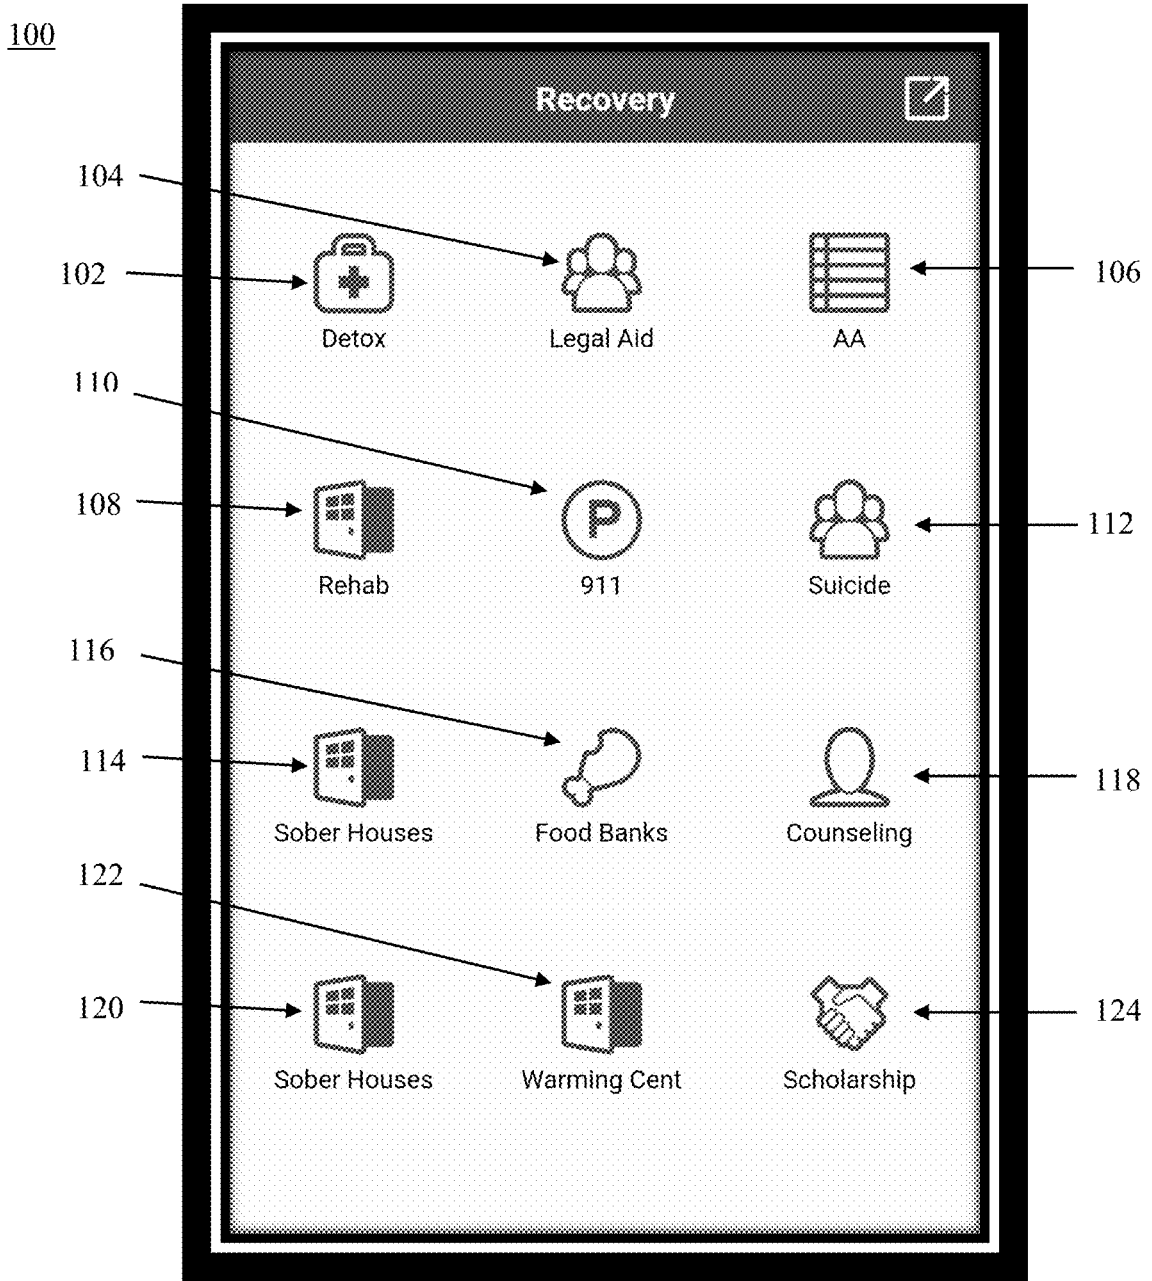 100
Recovery
104
102
106
Detox
Legal Aid
AA
110
108
P
112
Rehab
911
Suicide
116
114
118
Sober Houses
Food Banks
Counseling
122
120
124
Sober Houses
Warming Cent
Scholarship